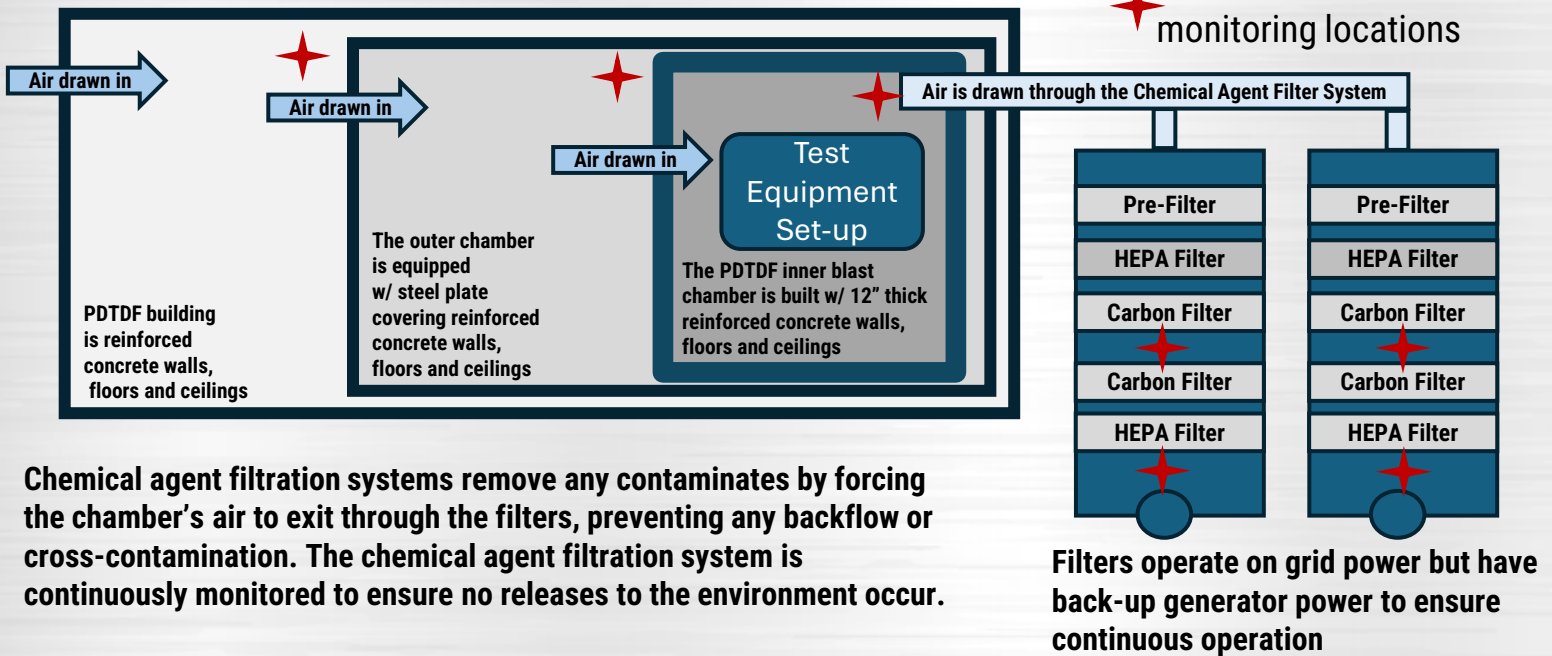 monitoring locations
Air drawn in
Air drawn in
Air drawn in
Air is drawn through the Chemical Agent Filter System
Test
Equipment
Set-up
PDTDF building
is reinforced
concrete walls,
floors and ceilings
The outer chamber
is equipped
w/ steel plate
covering reinforced
concrete walls,
floors and ceilings
The PDTDF inner blast
chamber is built w/ 12” thick
reinforced concrete walls,
floors and ceilings
Pre-Filter
HEPA Filter
Carbon Filter
Carbon Filter
HEPA Filter
Pre-Filter
HEPA Filter
Carbon Filter
Carbon Filter
HEPA Filter
Chemical agent filtration systems remove any contaminates by forcing
the chamber’s air to exit through the filters, preventing any backflow or
cross-contamination. The chemical agent filtration system is
continuously monitored to ensure no releases to the environment occur.
Filters operate on grid power but have
back-up generator power to ensure
continuous operation